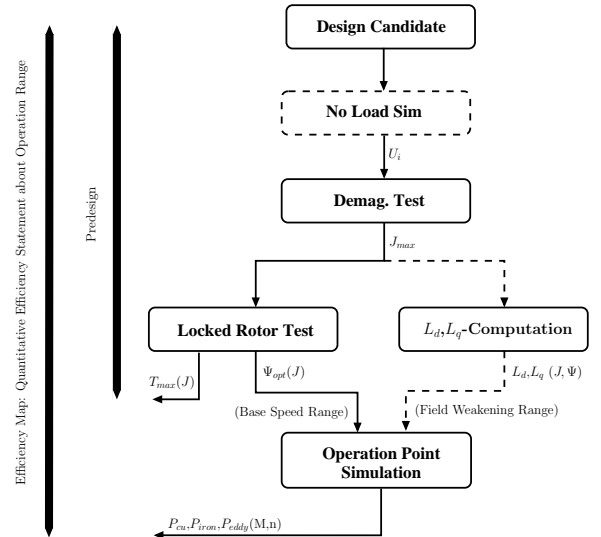 Design Candidate
No Load Sim
U_i
Demag. Test
J_max
Locked Rotor Test
L_d,L_q-Computation
T_max(J)
Ψ_opt(J)
L_d,L_q (J,Ψ)
(Base Speed Range)
(Field Weakening Range)
Operation Point
Simulation
P_cu,P_iron,P_eddy(M,n)
Predesign
Efficiency Map: Quantitative Efficiency Statement about Operation Range